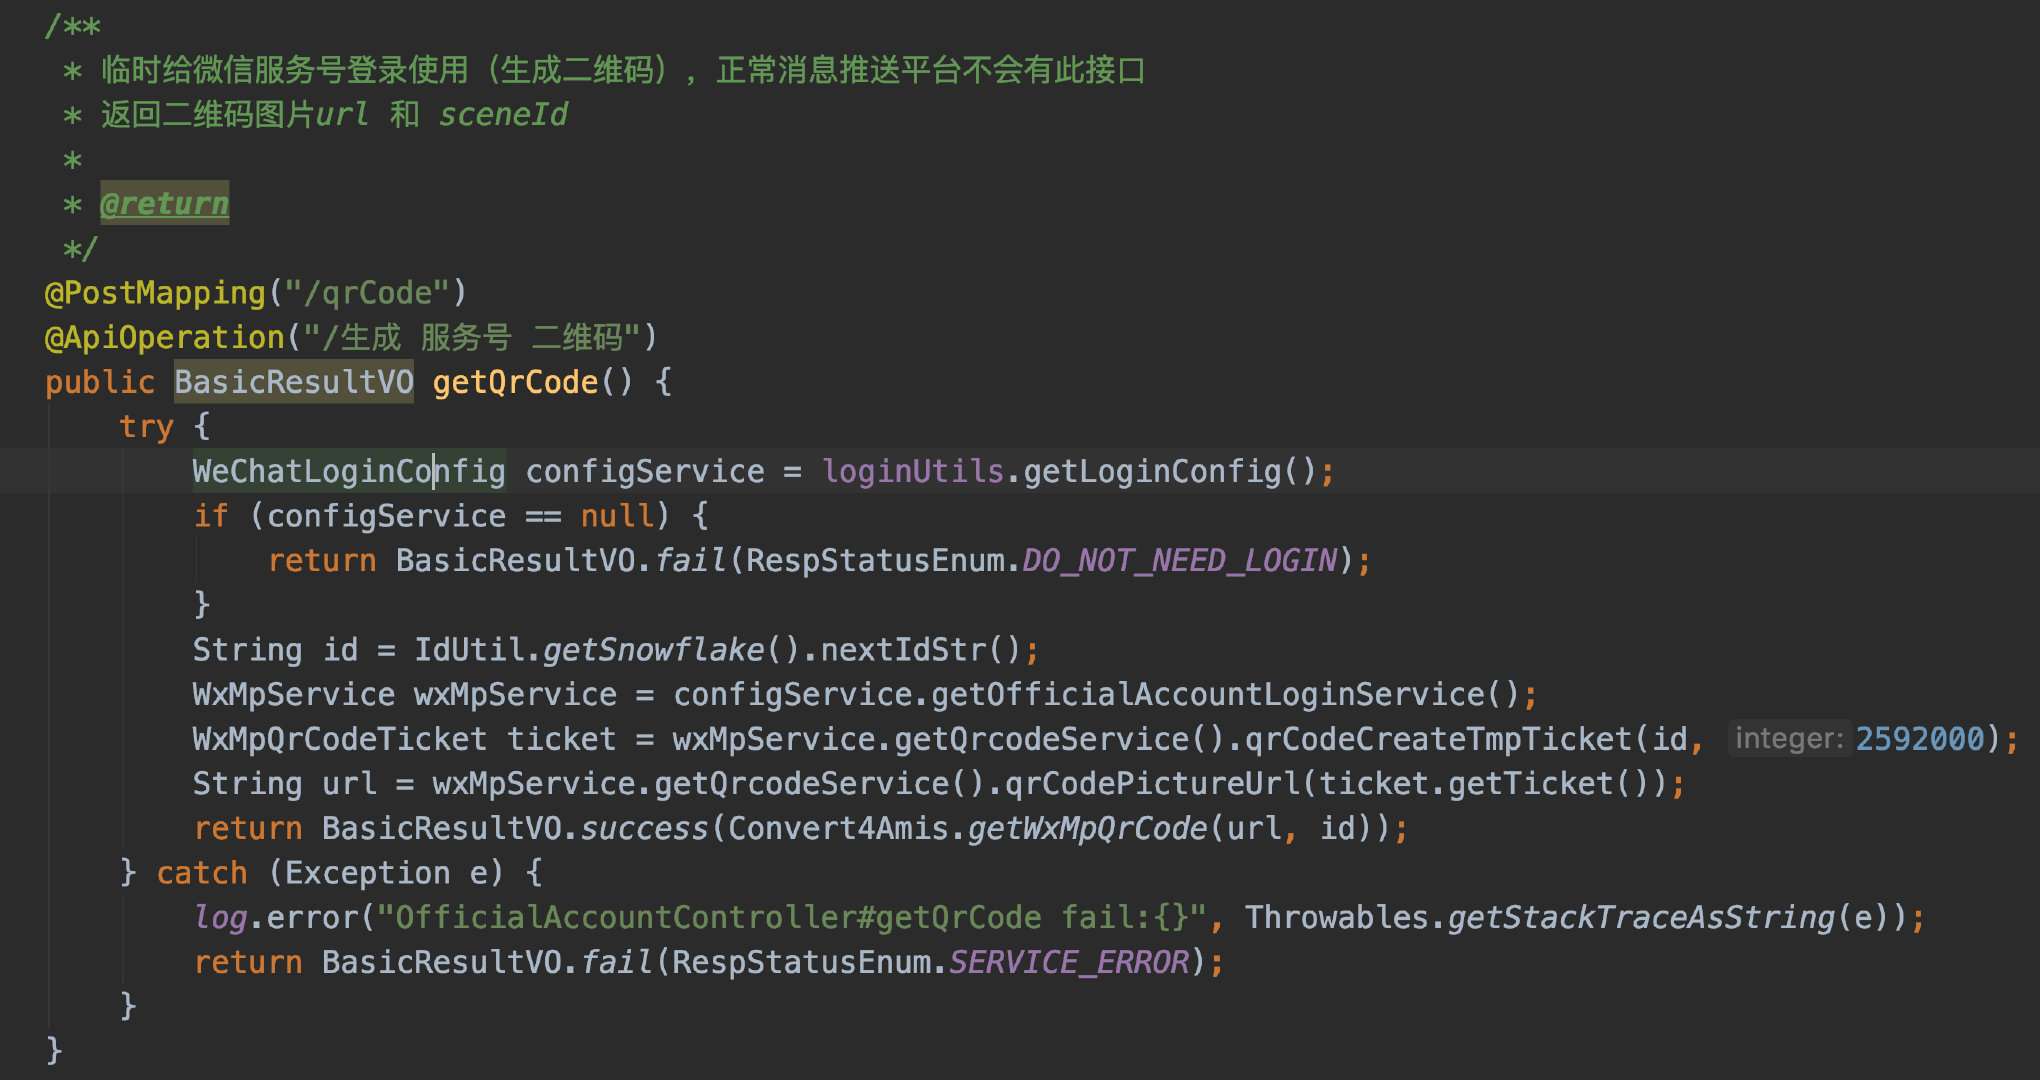 /**
 * 临时给微信服务号登录使用（生成二维码），正常消息推送平台不会有此接口
 * 返回二维码图片url 和 sceneId
 *
 * @return
 */
@PostMapping("/qrCode")
@ApiOperation("/生成 服务号 二维码")
public BasicResultVO getQrCode() {
    try {
        WeChatLoginConfig configService = loginUtils.getLoginConfig();
        if (configService == null) {
            return BasicResultVO.fail(RespStatusEnum.DO_NOT_NEED_LOGIN);
        }
        String id = IdUtil.getSnowflake().nextIdStr();
        WxMpService wxMpService = configService.getOfficialAccountLoginService();
        WxMpQrCodeTicket ticket = wxMpService.getQrcodeService().qrCodeCreateTmpTicket(id, integer: 2592000);
        String url = wxMpService.getQrcodeService().qrCodePictureUrl(ticket.getTicket());
        return BasicResultVO.success(Convert4Amis.getWxMpQrCode(url, id));
    } catch (Exception e) {
        log.error("OfficialAccountController#getQrCode fail:{}", Throwables.getStackTraceAsString(e));
        return BasicResultVO.fail(RespStatusEnum.SERVICE_ERROR);
    }
}